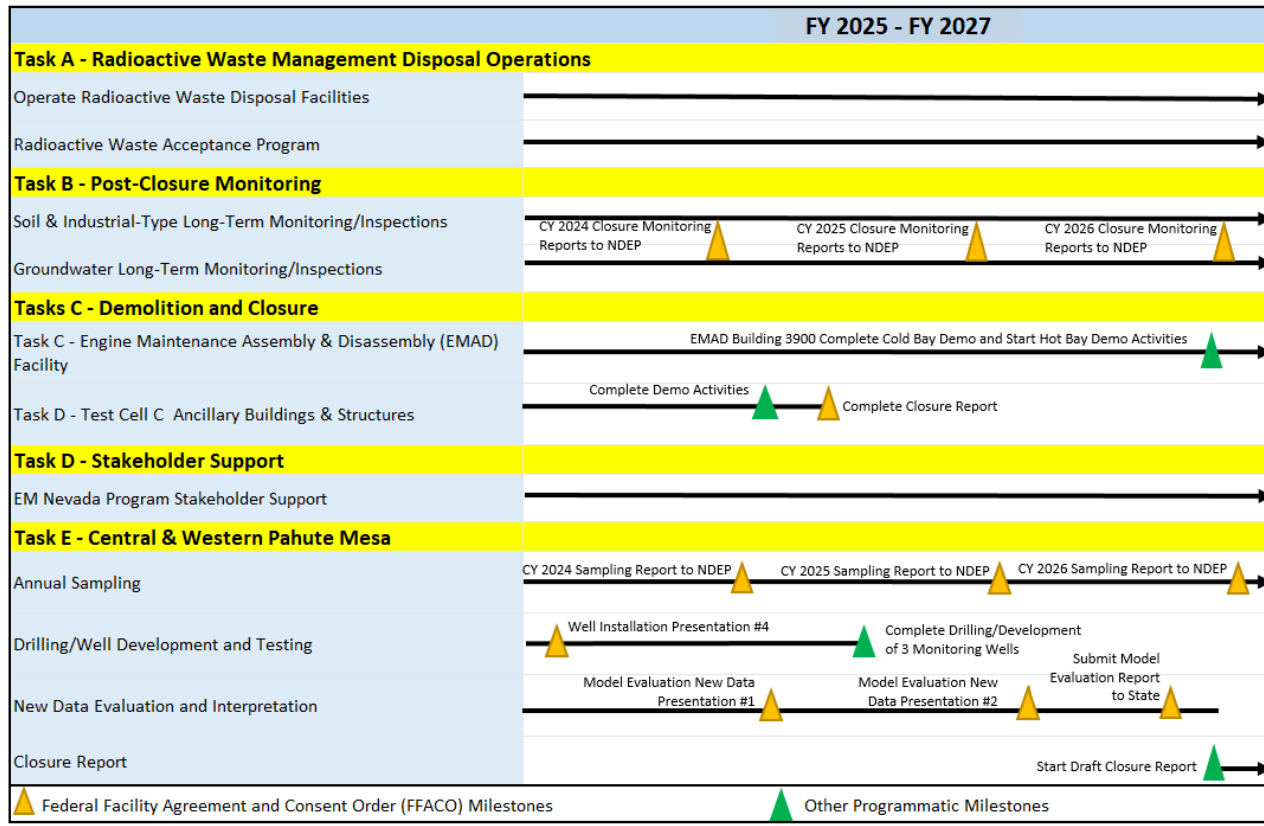 FY 2025 - FY 2027
Task A - Radioactive Waste Management Disposal Operations
Operate Radioactive Waste Disposal Facilities
Radioactive Waste Acceptance Program
Task B - Post-Closure Monitoring
Soil & Industrial-Type Long-Term Monitoring/Inspections
CY 2024 Closure Monitoring
Reports to NDEP
CY 2025 Closure Monitoring
Reports to NDEP
CY 2026 Closure Monitoring
Reports to NDEP
Groundwater Long-Term Monitoring/Inspections
Tasks C - Demolition and Closure
Task C - Engine Maintenance Assembly & Disassembly (EMAD)
Facility
EMAD Building 3900 Complete Cold Bay Demo and Start Hot Bay Demo Activities
Task D - Test Cell C Ancillary Buildings & Structures
Complete Demo Activities
Complete Closure Report
Task D - Stakeholder Support
EM Nevada Program Stakeholder Support
Task E - Central & Western Pahute Mesa
Annual Sampling
CY 2024 Sampling Report to NDEP
CY 2025 Sampling Report to NDEP
CY 2026 Sampling Report to NDEP
Drilling/Well Development and Testing
Well Installation Presentation #4
Complete Drilling/Development
of 3 Monitoring Wells
New Data Evaluation and Interpretation
Model Evaluation New Data
Presentation #1
Model Evaluation New
Data Presentation #2
Submit Model
Evaluation Report
to State
Closure Report
Start Draft Closure Report
Federal Facility Agreement and Consent Order (FFACO) Milestones
Other Programmatic Milestones